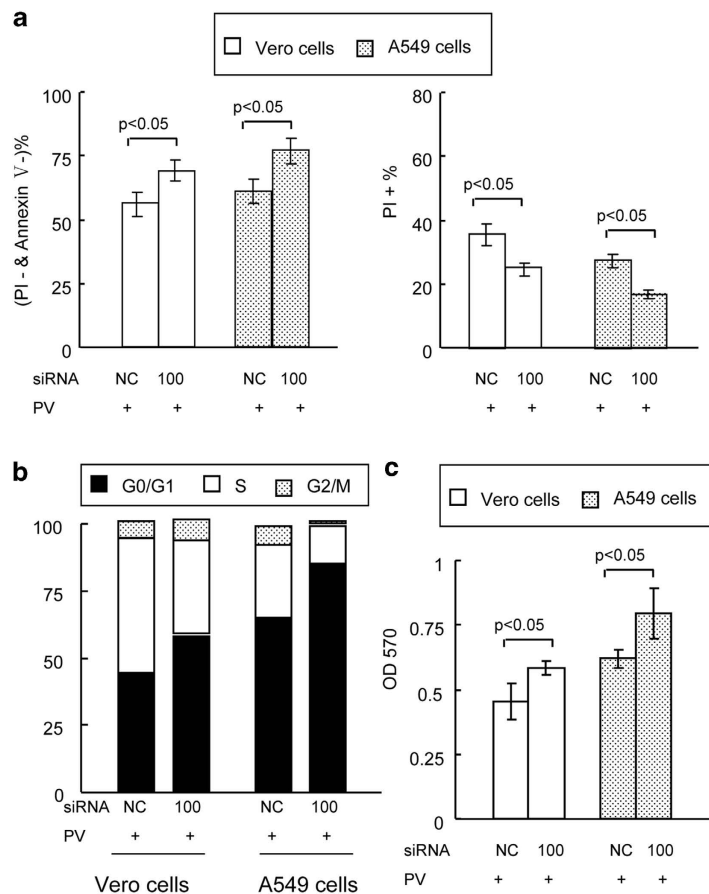 a
Vero cells A549 cells
(PI - & Annexin V -)%
100
75
50
25
0
p<0.05
p<0.05
siRNA NC 100 NC 100
PV + + + +
PI + %
80
60
40
20
0
p<0.05
p<0.05
NC 100 NC 100
+ + + +
b
G0/G1 S G2/M
100
75
50
25
0
siRNA NC 100 NC 100
PV + + + +
Vero cells A549 cells
c
Vero cells A549 cells
OD 570
1
0.75
0.5
0.25
0
p<0.05
p<0.05
siRNA NC 100 NC 100
PV + + + +